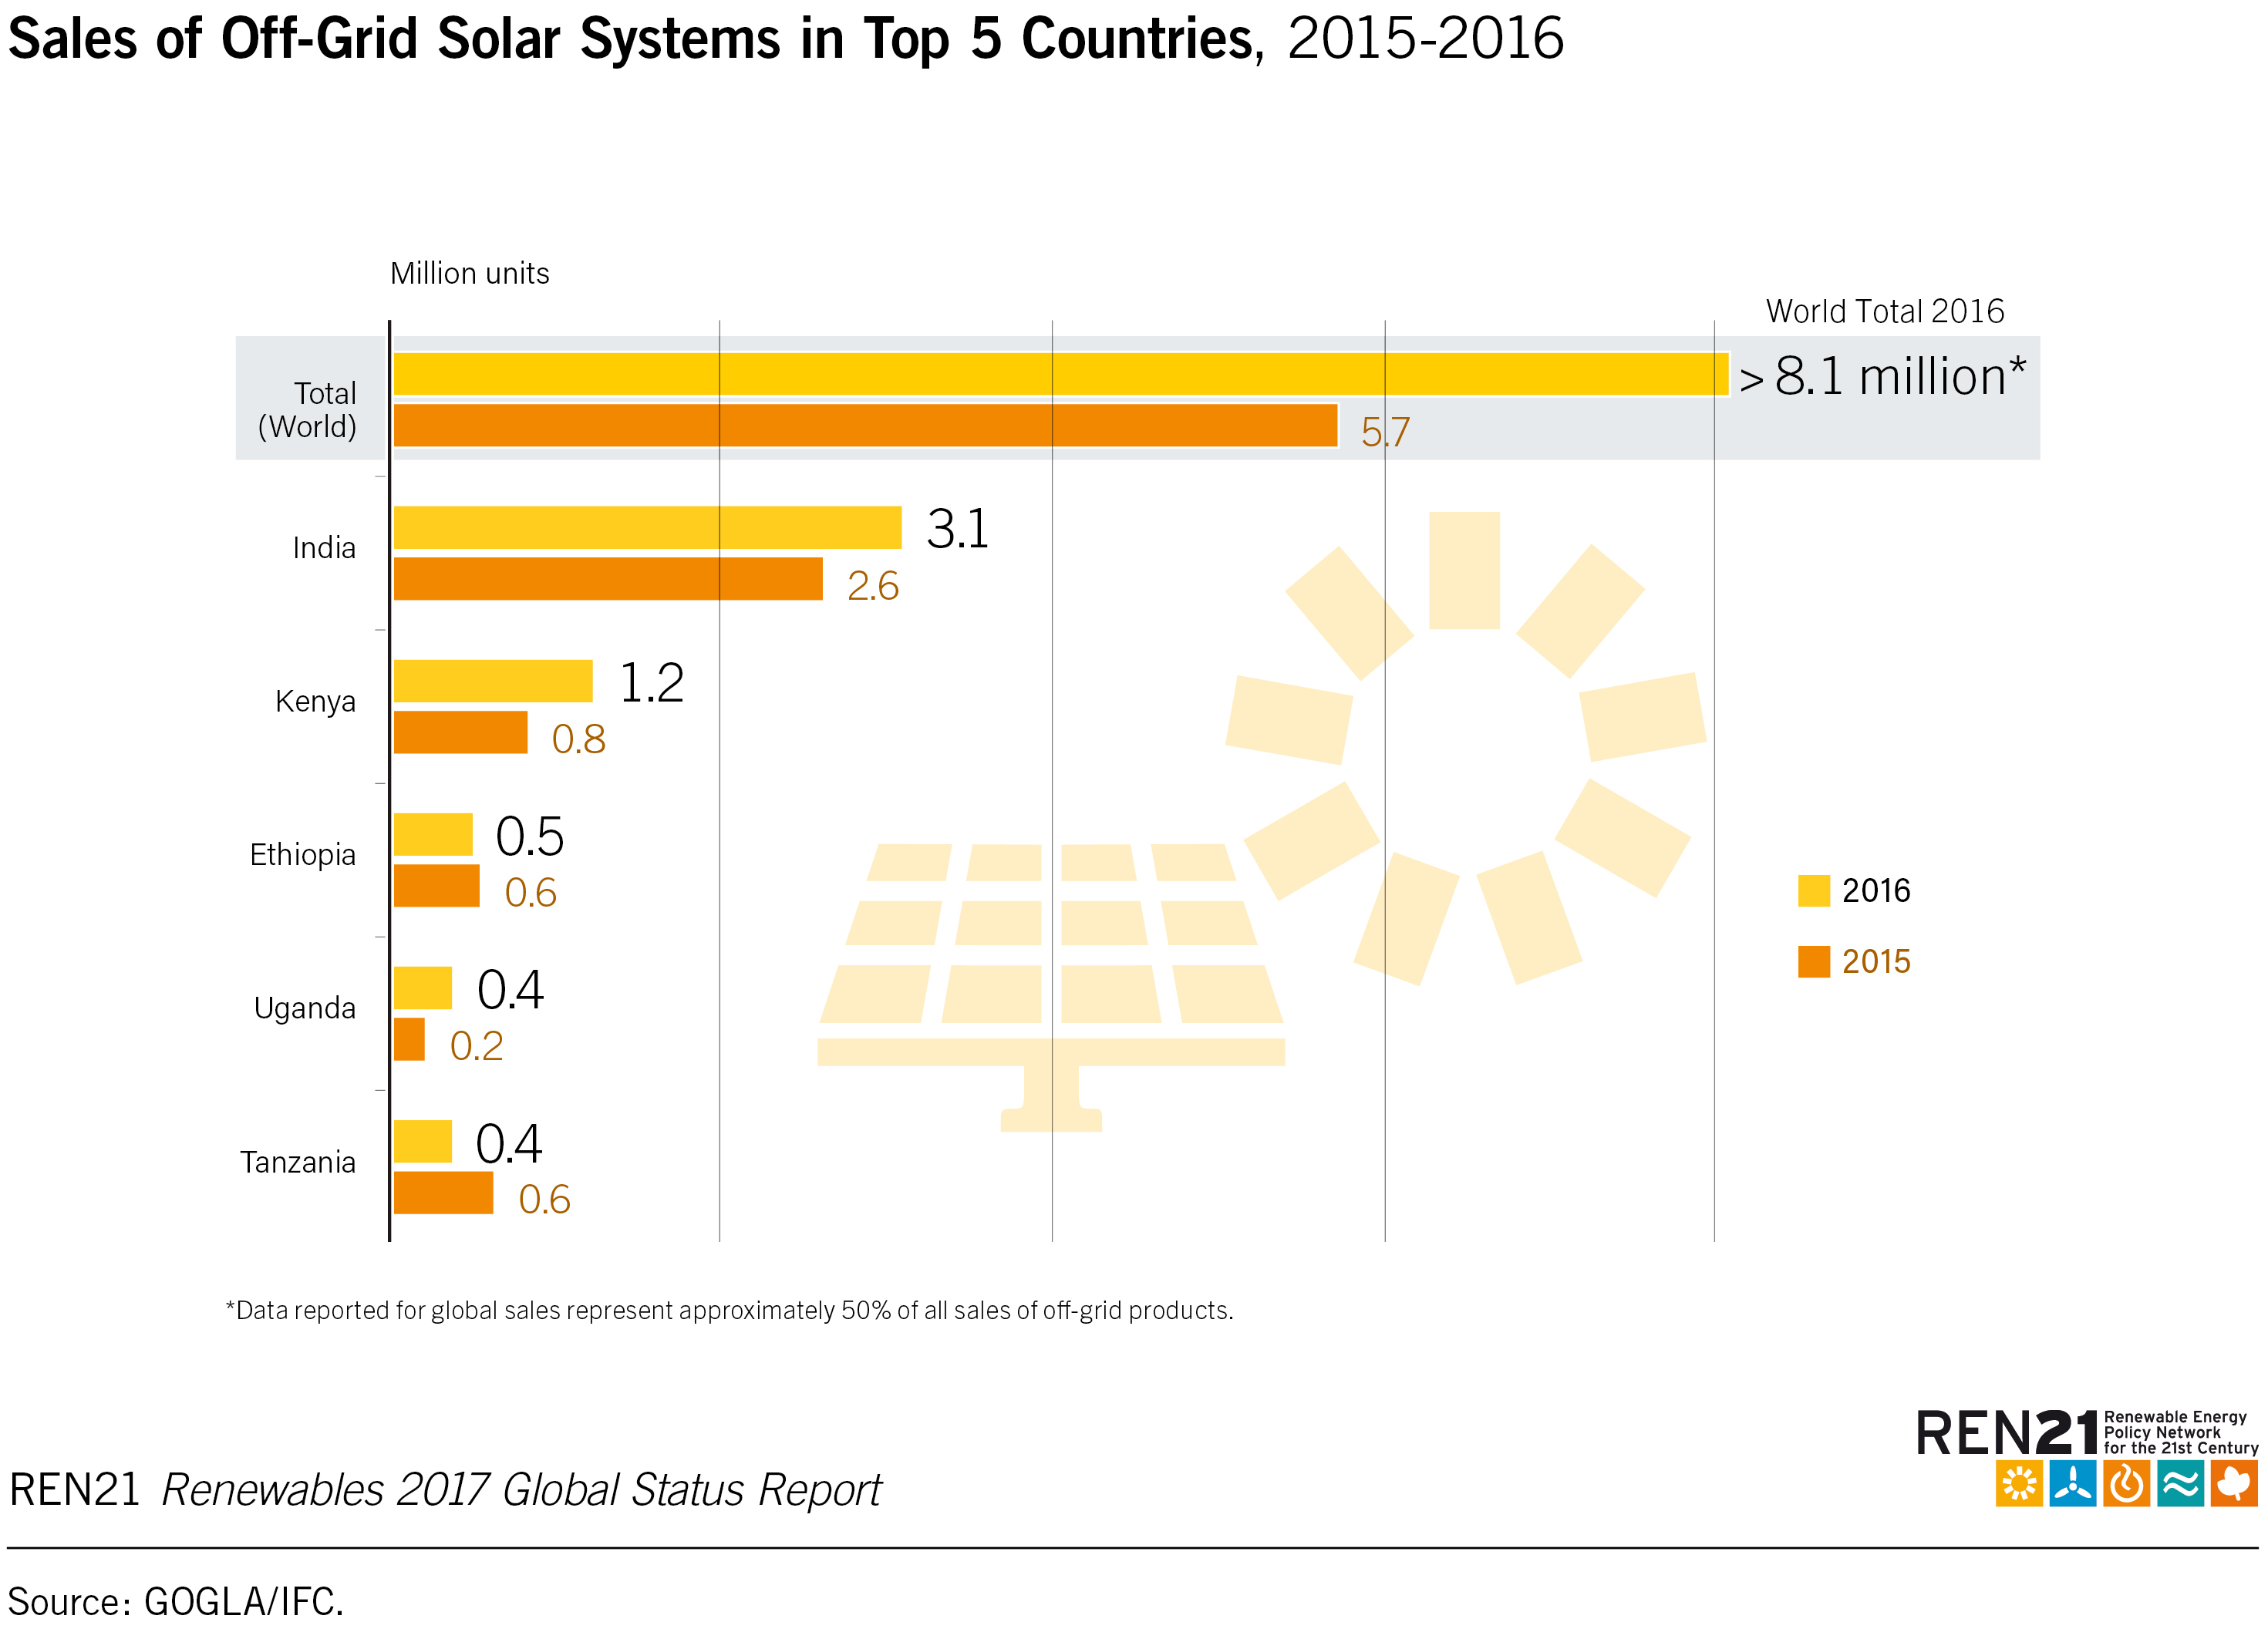 Sales of Off-Grid Solar Systems in Top 5 Countries, 2015-2016
Million units
World Total 2016
Total
(World)
> 8.1 million*
5.7
India
3.1
2.6
Kenya
1.2
0.8
Ethiopia
0.5
0.6
2016
2015
Uganda
0.4
0.2
Tanzania
0.4
0.6
*Data reported for global sales represent approximately 50% of all sales of off-grid products.
REN21 Renewable Energy
Policy Network
for the 21st Century
REN21 Renewables 2017 Global Status Report
Source: GOGLA/IFC.